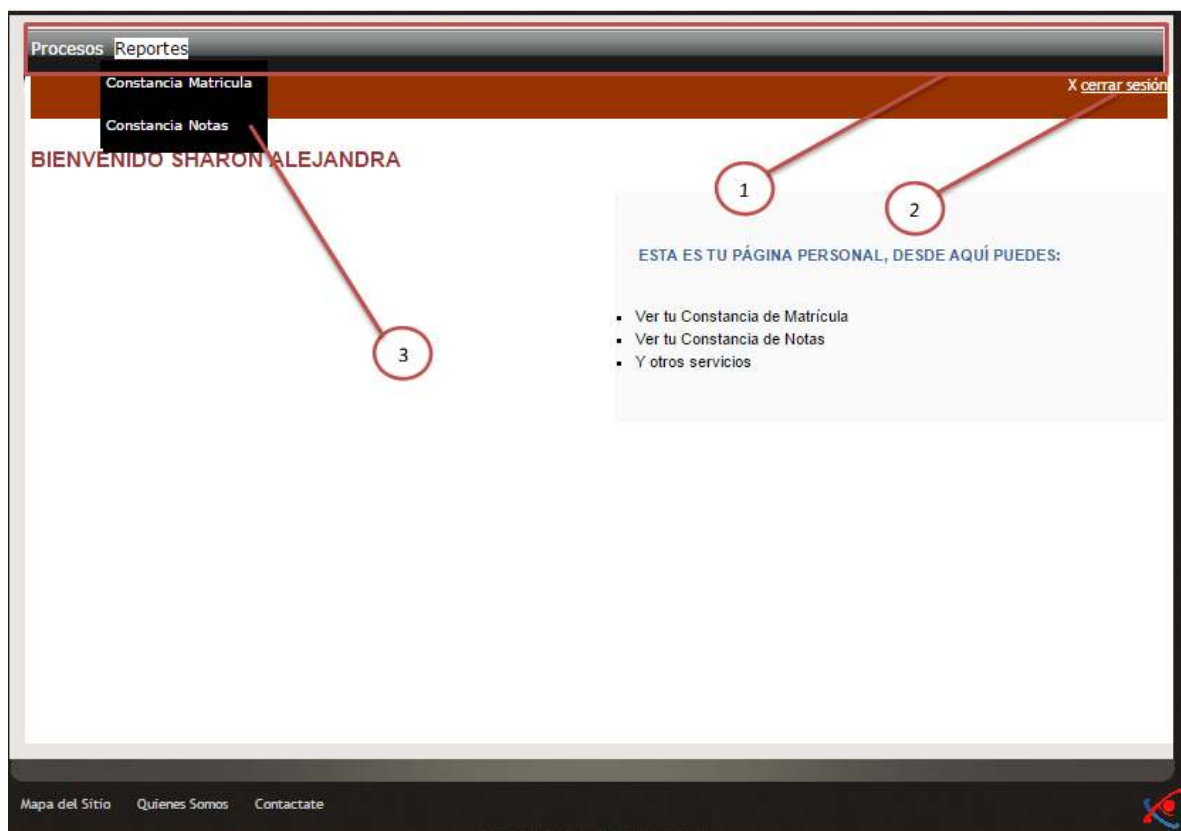 Procesos Reportes
Constancia Matricula
X cerrar sesión
Constancia Notas
BIENVENIDO SHARON ALEJANDRA
1
2
ESTA ES TU PÁGINA PERSONAL, DESDE AQUÍ PUEDES:
▪ Ver tu Constancia de Matrícula
▪ Ver tu Constancia de Notas
▪ Y otros servicios
3
Mapa del Sitio Quienes Somos Contactate